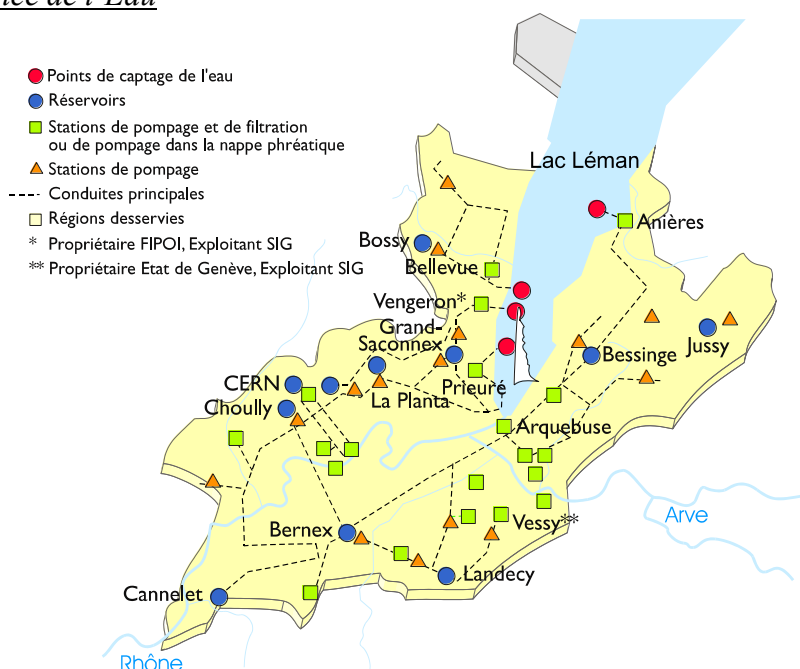 de l'Eau
Points de captage de l'eau
Réservoirs
Stations de pompage et de filtration
ou de pompage dans la nappe phréatique
Stations de pompage
Conduites principales
Régions desservies
* Propriétaire FIPOI, Exploitant SIG
** Propriétaire Etat de Genève, Exploitant SIG
Lac Léman
Anières
Bossy
Bellevue
Vengeron*
Grand-
Saconnex
Bessinge
Jussy
CERN
Prieuré
La Planta
Choully
Arquebuse
Vessy**
Arve
Bernex
Landecy
Cannelet
Rhône